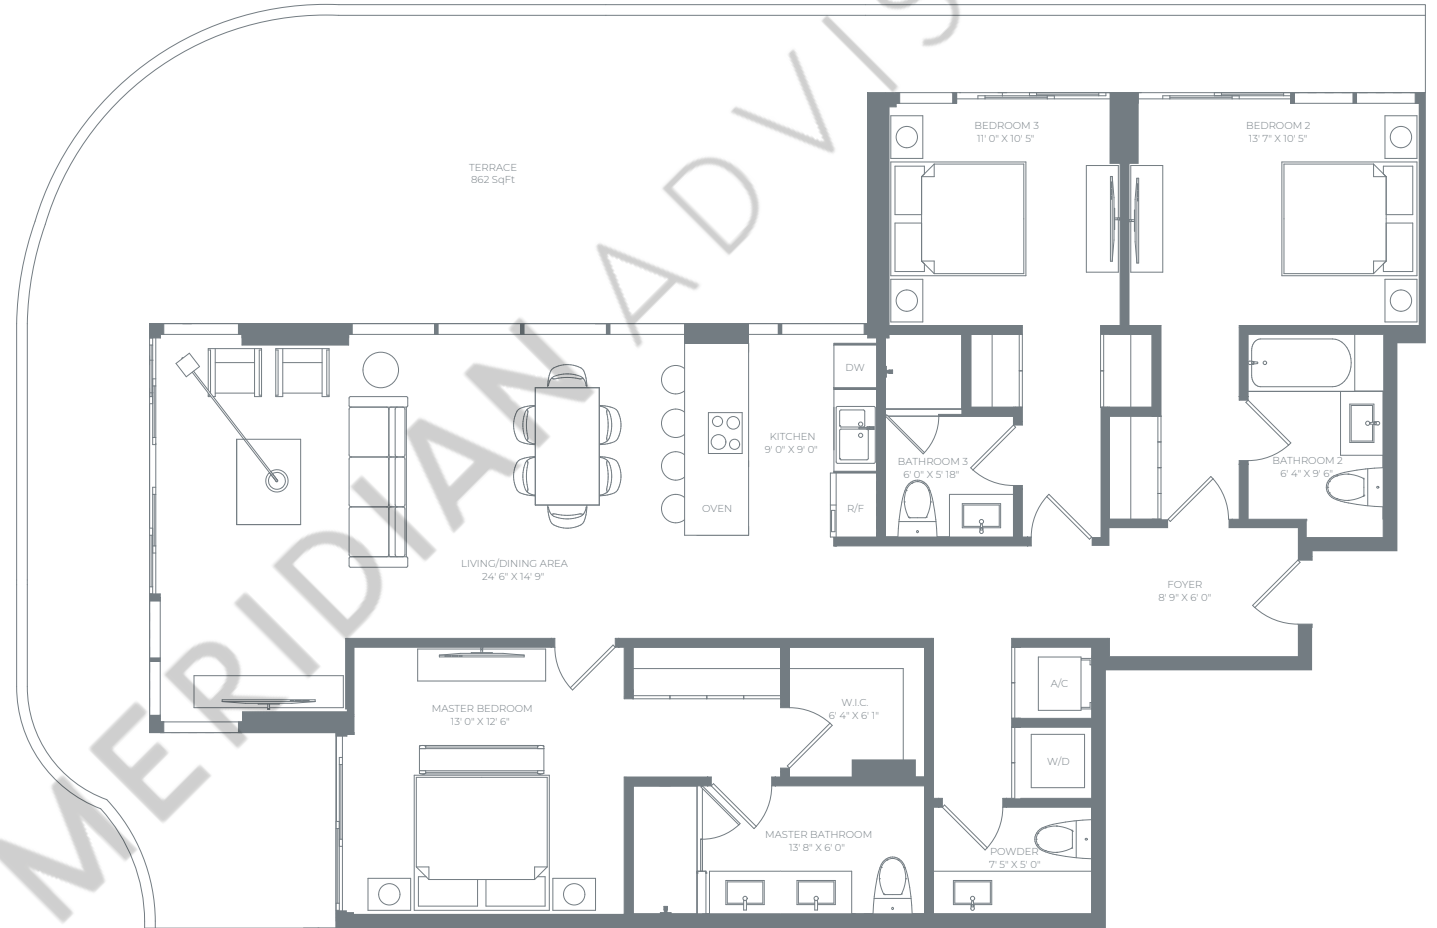 MERIDIAN ADVIS
BEDROOM 3
11' 0" X 10' 5"
BEDROOM 2
13' 7" X 10' 5"
TERRACE
862 SqFt
DW
KITCHEN
9' 0" X 9' 0"
BATHROOM 3
6' 0" X 5' 18"
BATHROOM 2
6' 4" X 9' 6"
OVEN
R/F
LIVING/DINING AREA
24' 6" X 14' 9"
FOYER
8' 9" X 6' 0"
A/C
MASTER BEDROOM
13' 0" X 12' 6"
W.I.C.
6' 4" X 6' 1"
W/D
MASTER BATHROOM
13' 8" X 6' 0"
POWDER
7' 5" X 5' 0"